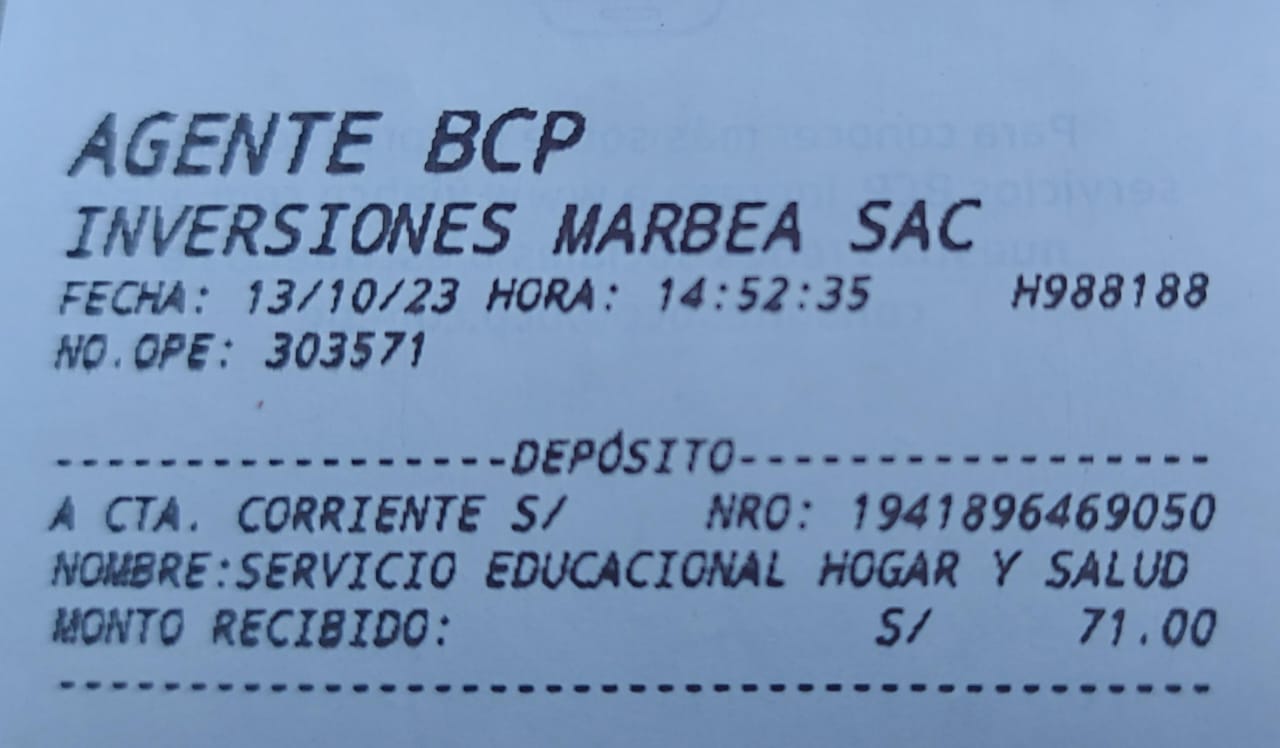 AGENTE BCP
INVERSIONES MARBEA SAC
FECHA: 13/10/23 HORA: 14:52:35 H988188
NO.OPE: 303571
------------------DEPÓSITO------------------
A CTA. CORRIENTE S/ NRO: 1941896469050
NOMBRE:SERVICIO EDUCACIONAL HOGAR Y SALUD
MONTO RECIBIDO: S/ 71.00
--------------------------------------------